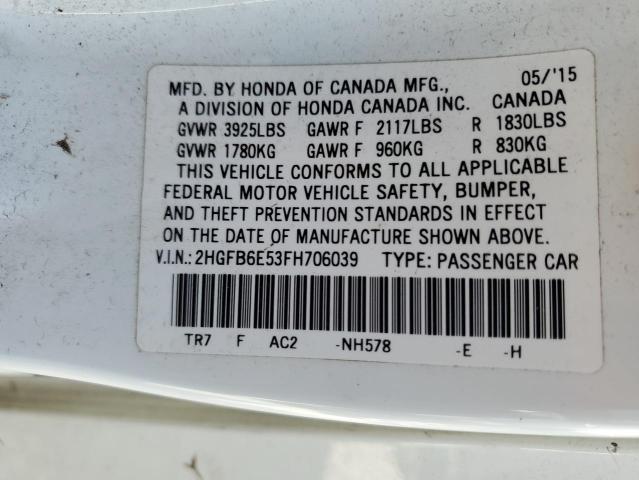 MFD. BY HONDA OF CANADA MFG., 05/'15
A DIVISION OF HONDA CANADA INC. CANADA
GVWR 3925LBS GAWR F 2117LBS R 1830LBS
GVWR 1780KG GAWR F 960KG R 830KG
THIS VEHICLE CONFORMS TO ALL APPLICABLE
FEDERAL MOTOR VEHICLE SAFETY, BUMPER,
AND THEFT PREVENTION STANDARDS IN EFFECT
ON THE DATE OF MANUFACTURE SHOWN ABOVE.
V.I.N.: 2HGFB6E53FH706039 TYPE: PASSENGER CAR
TR7 F AC2 -NH578 -E -H